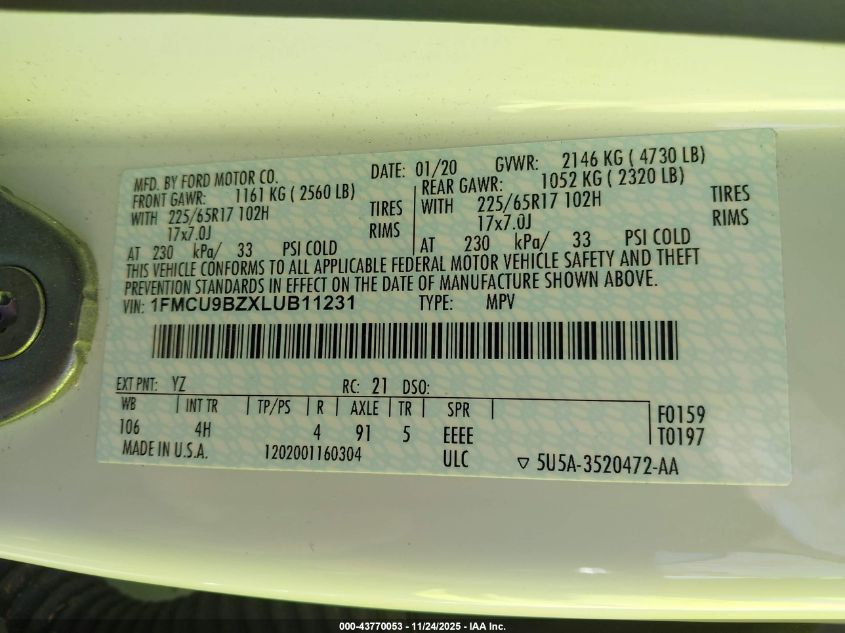 MFD. BY FORD MOTOR CO. DATE: 01/20 GVWR: 2146 KG ( 4730 LB)
FRONT GAWR: 1161 KG ( 2560 LB) REAR GAWR: 1052 KG ( 2320 LB)
WITH 225/65R17 102H TIRES WITH 225/65R17 102H TIRES
17x7.0J RIMS 17x7.0J RIMS
AT 230 kPa/ 33 PSI COLD AT 230 kPa/ 33 PSI COLD
THIS VEHICLE CONFORMS TO ALL APPLICABLE FEDERAL MOTOR VEHICLE SAFETY AND THEFT
PREVENTION STANDARDS IN EFFECT ON THE DATE OF MANUFACTURE SHOWN ABOVE.
VIN: 1FMCU9BZXLUB11231 TYPE: MPV
EXT PNT: YZ RC: 21 DSO:
WB INT TR TP/PS R AXLE TR SPR F0159
106 4H 4 91 5 EEEE T0197
MADE IN U.S.A. 1202001160304 ULC ▽ 5U5A-3520472-AA
000-43770053 - 11/24/2025 - IAA Inc.